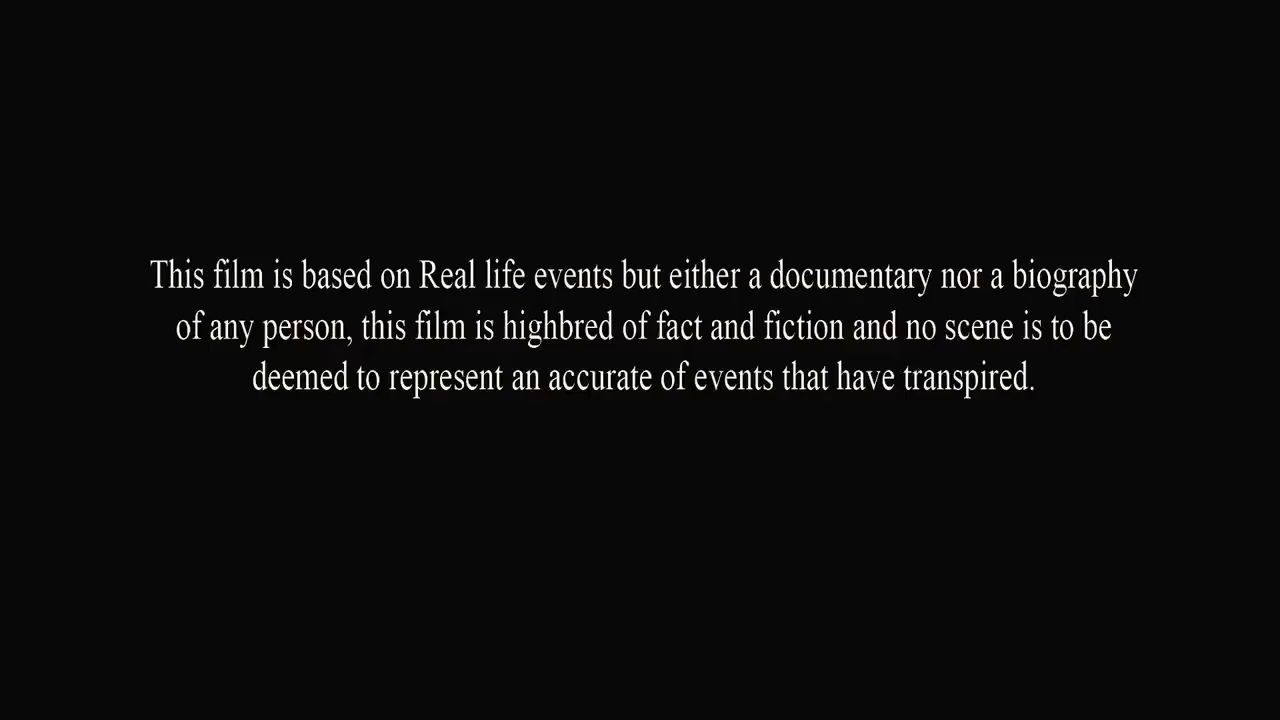 This film is based on Real life events but either a documentary nor a biography
of any person, this film is highbred of fact and fiction and no scene is to be
deemed to represent an accurate of events that have transpired.